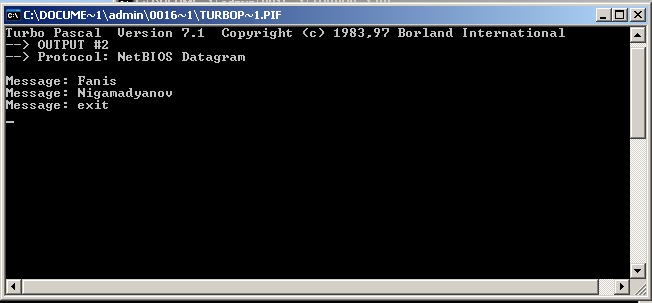 C:\DOCUME~1\admin\0016~1\TURBOP~1.PIF
Turbo Pascal  Version 7.1  Copyright (c) 1983,97 Borland International
--> OUTPUT #2
--> Protocol: NetBIOS Datagram
Message: Fanis
Message: Nigamadyanov
Message: exit